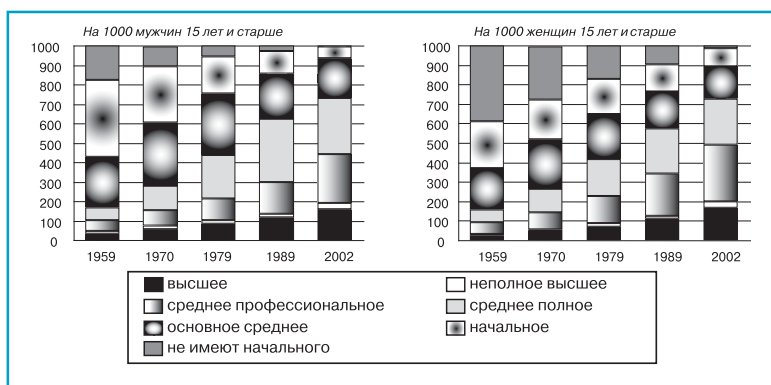 На 1000 мужчин 15 лет и старше
1000
900
800
700
600
500
400
300
200
100
0
1959 1970 1979 1989 2002
На 1000 женщин 15 лет и старше
1000
900
800
700
600
500
400
300
200
100
0
1959 1970 1979 1989 2002
высшее неполное высшее
среднее профессиональное среднее полное
основное среднее начальное
не имеют начального